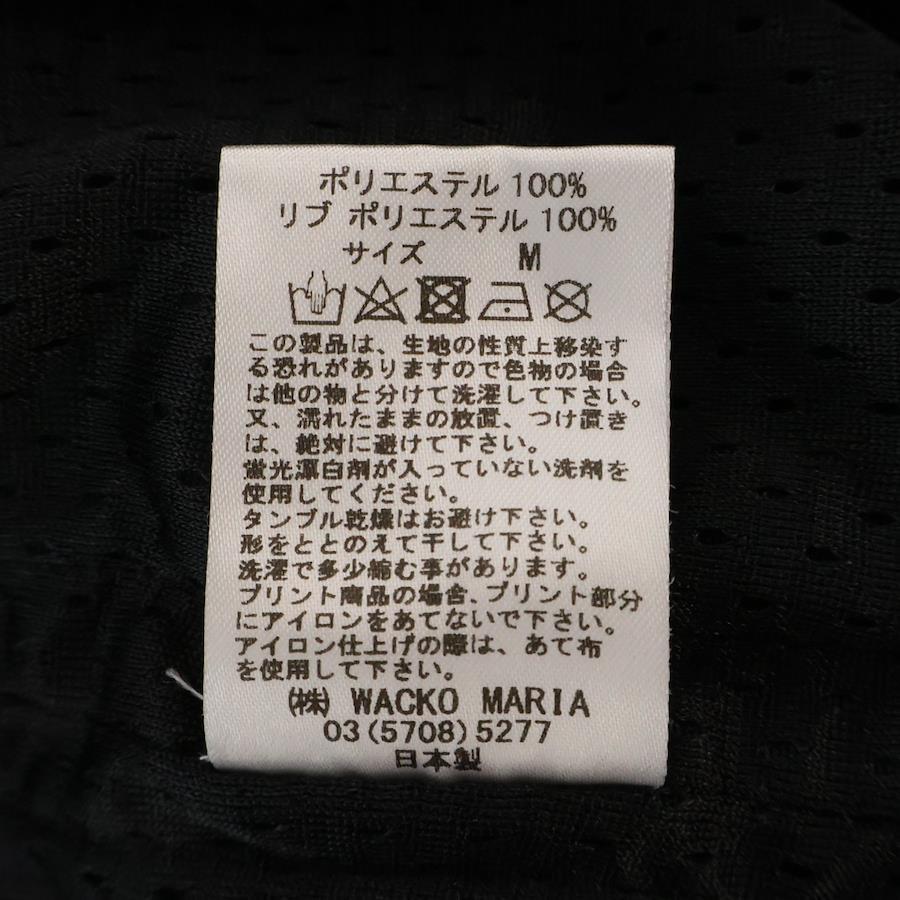 ポリエステル 100%
リブ ポリエステル 100%
サイズ M
この製品は、生地の性質上移染す
る恐れがありますので色物の場合
は他の物と分けて洗濯して下さい。
又、濡れたままの放置、つけ置き
は、絶対に避けて下さい。
蛍光漂白剤が入っていない洗剤を
使用してください。
タンブル乾燥はお避け下さい。
形をととのえて干して下さい。
洗濯で多少縮む事があります。
プリント商品の場合、プリント部分
にアイロンをあてないで下さい。
アイロン仕上げの際は、あて布
を使用して下さい。
㈱ WACKO MARIA
03(5708)5277
日本製